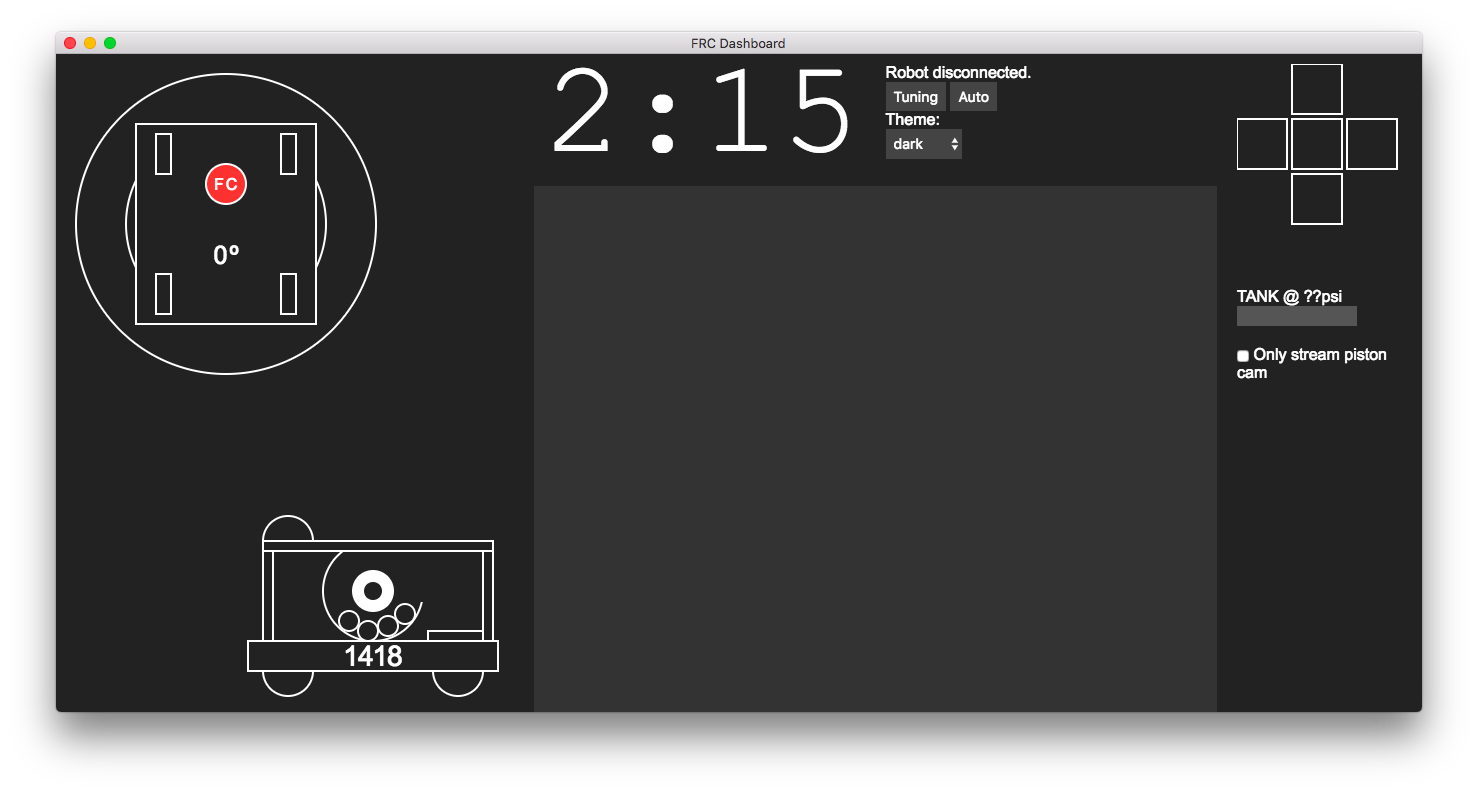 FRC Dashboard
FC
0º
2:15
Robot disconnected.
Tuning Auto
Theme:
dark
TANK @ ??psi
Only stream piston
cam
1418